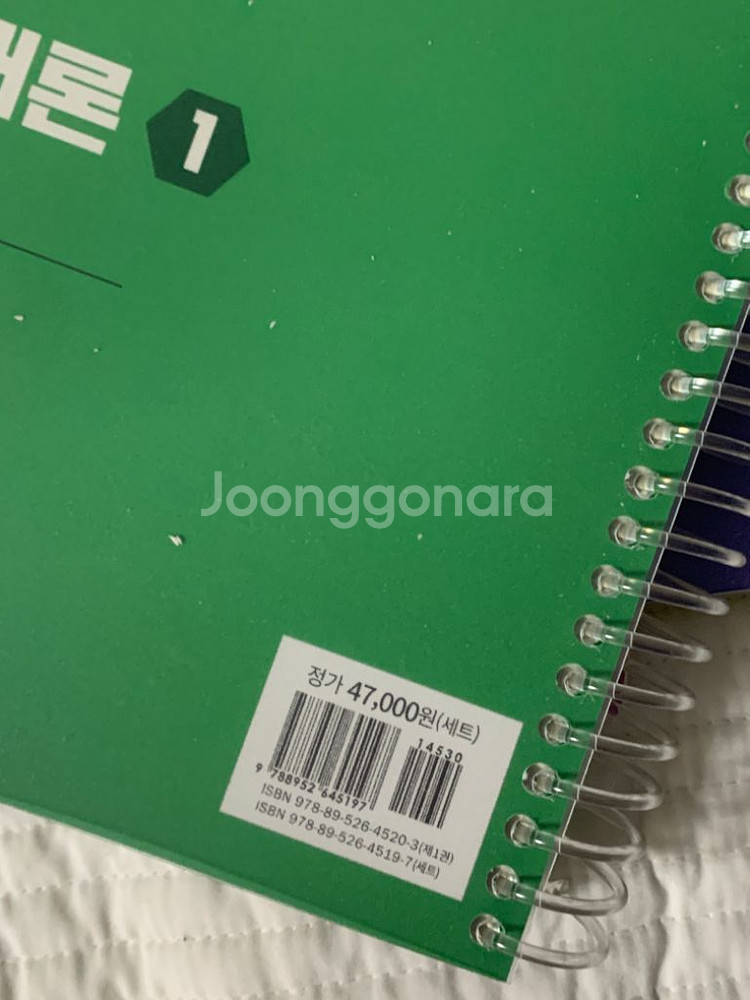 론 1
Joonggonara
정가 47,000원(세트)
14530
9 788952 645197
ISBN 978-89-526-4520-3(제1권)
ISBN 978-89-526-4519-7(세트)